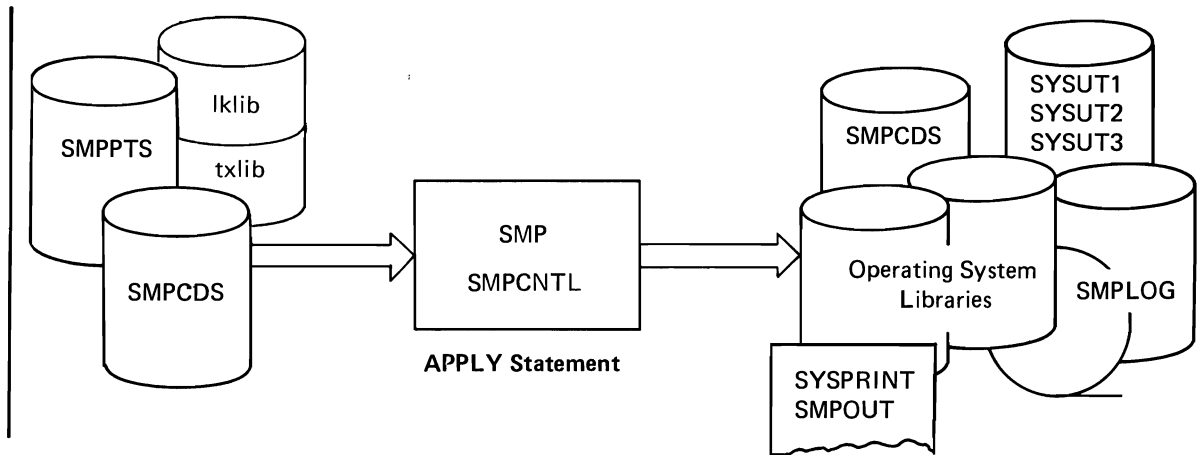 lklib
SMPPTS
txlib
SMPCDS
SMP
SMPCNTL
APPLY Statement
SYSUT1
SYSUT2
SYSUT3
SMPCDS
Operating System
Libraries
SMPLOG
SYSPRINT
SMPOUT